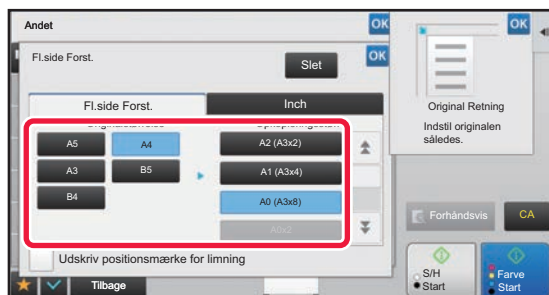 Andet
OK
Fl.side Forst.
Slet
OK
Fl.side Forst.
Inch
A5
A4
A3
B5
B4
A2 (A3x2)
A1 (A3x4)
A0 (A3x8)
A0x2
Udskriv positionsmærke for limning
Tilbage
OK
Original Retning
Indstil originalen
således.
Forhåndsvis
CA
S/H
Start
Farve
Start